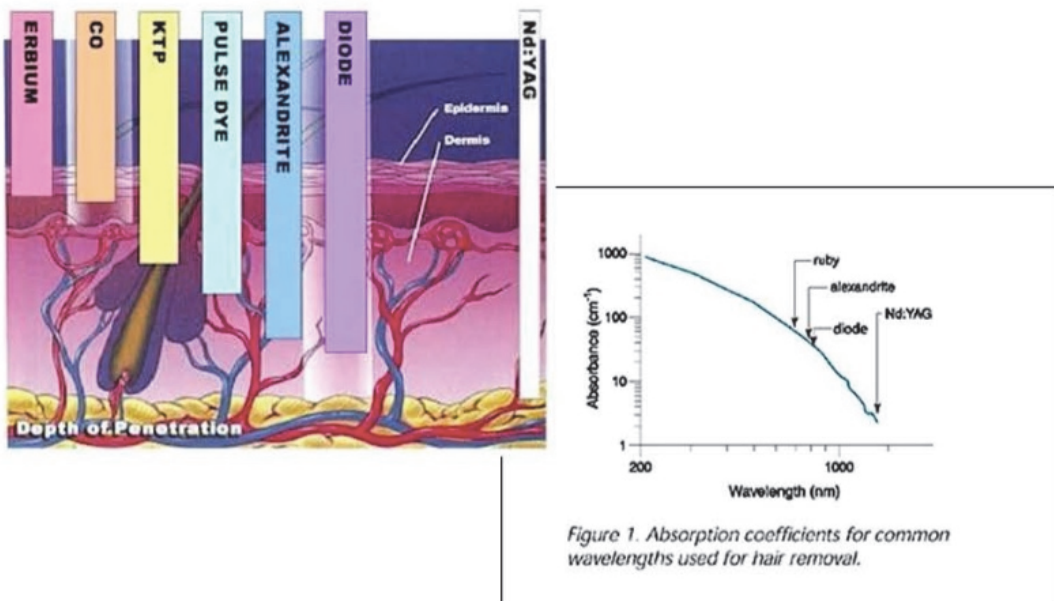 ERBIUM
CO
KTP
PULSE DYE
ALEXANDRITE
DIODE
Nd:YAG
Epidermis
Dermis
Depth of Penetration
1000
100
10
1
Absorbance (cm⁻¹)
ruby
alexandrite
diode
Nd:YAG
200
1000
Wavelength (nm)
Figure 1. Absorption coefficients for common
wavelengths used for hair removal.